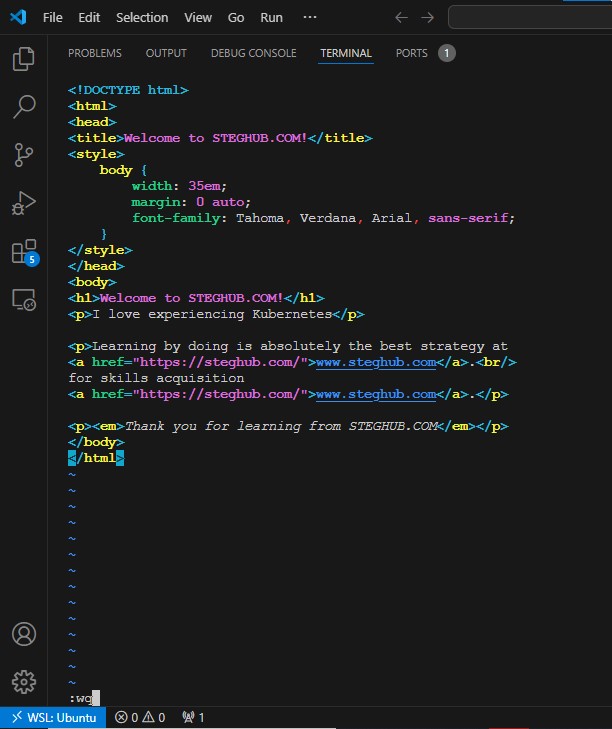 File Edit Selection View Go Run ···
PROBLEMS OUTPUT DEBUG CONSOLE TERMINAL PORTS 1
<!DOCTYPE html>
<html>
<head>
<title>Welcome to STEGHUB.COM!</title>
<style>
    body {
        width: 35em;
        margin: 0 auto;
        font-family: Tahoma, Verdana, Arial, sans-serif;
    }
</style>
</head>
<body>
<h1>Welcome to STEGHUB.COM!</h1>
<p>I love experiencing Kubernetes</p>

<p>Learning by doing is absolutely the best strategy at
<a href="https://steghub.com/">www.steghub.com</a>.<br/>
for skills acquisition
<a href="https://steghub.com/">www.steghub.com</a>.</p>

<p><em>Thank you for learning from STEGHUB.COM</em></p>
</body>
</html>
~
~
~
~
~
~
~
~
~
~
~
~
~
~
5
:wq
WSL: Ubuntu 0 0 1